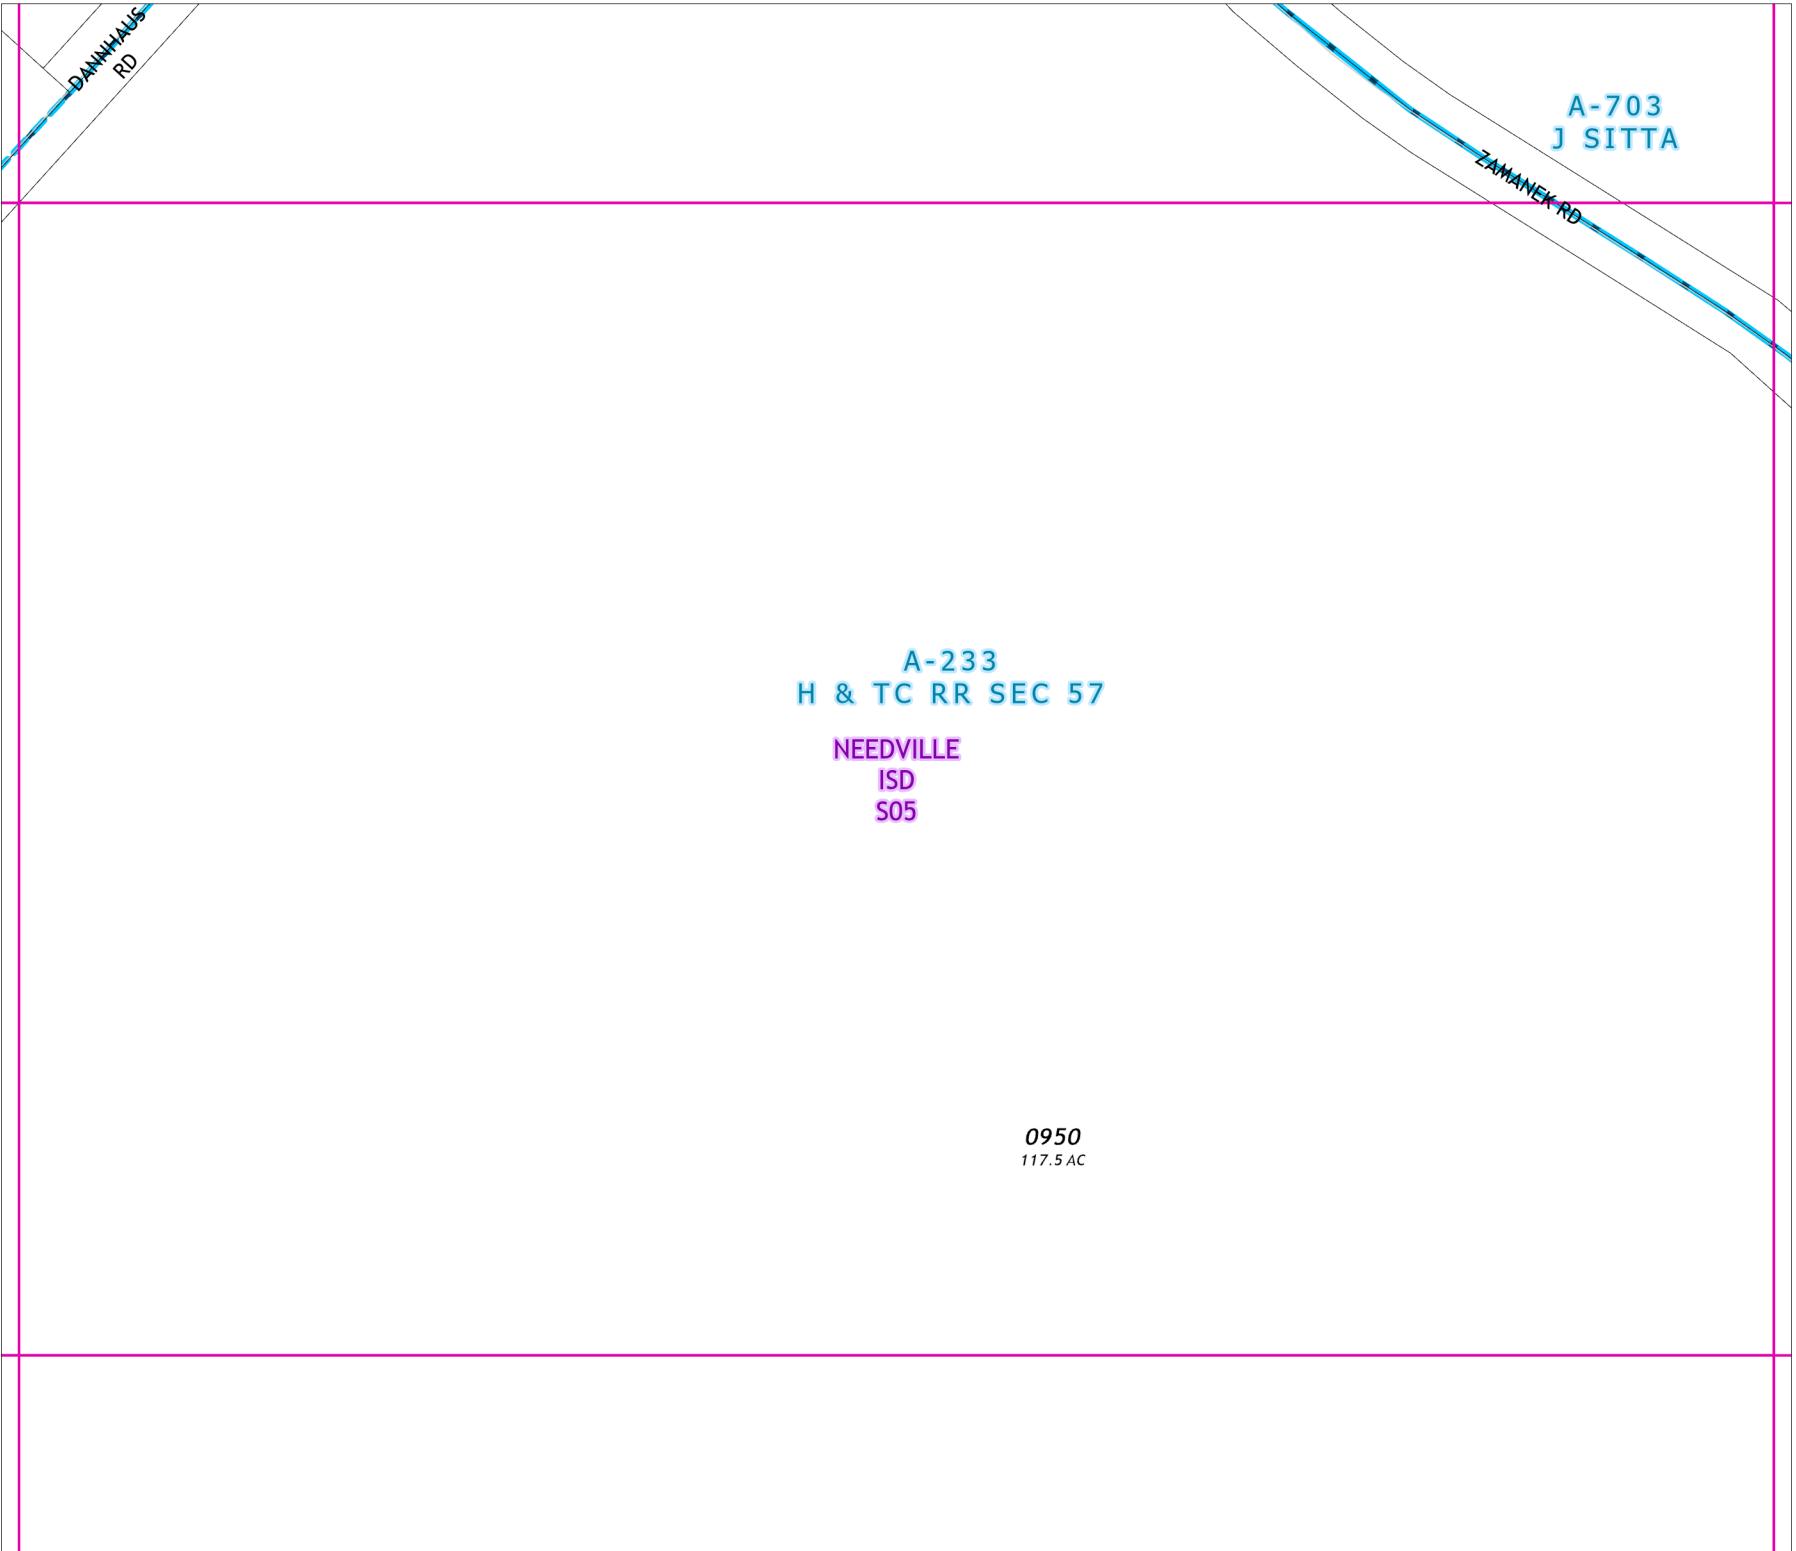 DANNHAUS
RD
A-703
J SITTA
ZAMANEK RD
A-233
H & TC RR SEC 57
NEEDVILLE
ISD
S05
0950
117.5 AC